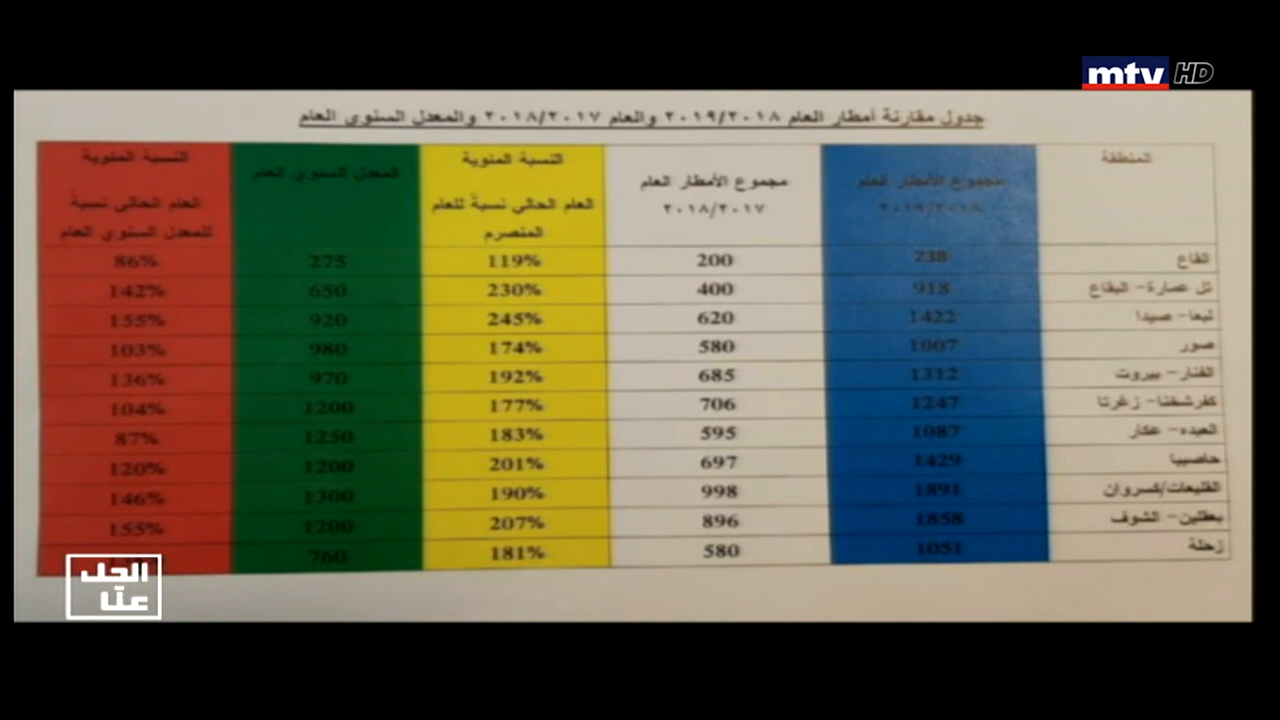 mtv HD
جدول مقارنة أمطار العام ٢٠١٩/٢٠١٨ والعام ٢٠١٨/٢٠١٧ والمعدل السنوي العام
المنطقة مجموع الأمطار العام ٢٠١٩/٢٠١٨ مجموع الأمطار العام ٢٠١٨/٢٠١٧ النسبة المئوية العام الحالي نسبةً للعام المنصرم المعدل السنوي العام النسبة المئوية العام الحالي نسبةً للمعدل السنوي العام
القاع 238 200 119% 275 86%
تل عمارة- البقاع 918 400 230% 650 142%
لبعا- صيدا 1422 620 245% 920 155%
صور 1007 580 174% 980 103%
الفنار- بيروت 1312 685 192% 970 136%
كفرشخنا- زغرتا 1247 706 177% 1200 104%
العبده- عكار 1087 595 183% 1250 87%
حاصبيا 1429 697 201% 1200 120%
القليعات/كسروان 1891 998 190% 1300 146%
بعقلين- الشوف 1858 896 207% 1200 155%
زحلة 1051 580 181% 760
الحل
عنّا